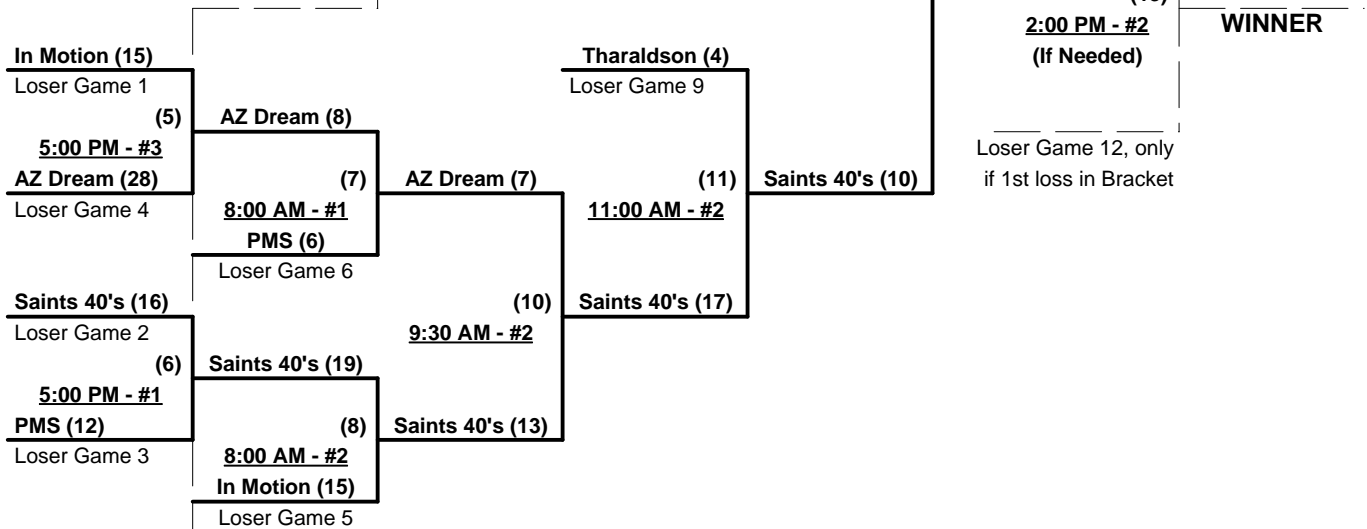 2:00 PM - #2
WINNER
(If Needed)
In Motion (15)
Loser Game 1
Tharaldson (4)
Loser Game 9
(5)
AZ Dream (8)
5:00 PM - #3
AZ Dream (28)
Loser Game 4
(7)
8:00 AM - #1
AZ Dream (7)
(11)
11:00 AM - #2
Saints 40's (10)
Loser Game 12, only
if 1st loss in Bracket
PMS (6)
Loser Game 6
Saints 40's (16)
Loser Game 2
(10)
9:30 AM - #2
Saints 40's (17)
(6)
5:00 PM - #1
Saints 40's (19)
PMS (12)
Loser Game 3
(8)
8:00 AM - #2
Saints 40's (13)
In Motion (15)
Loser Game 5